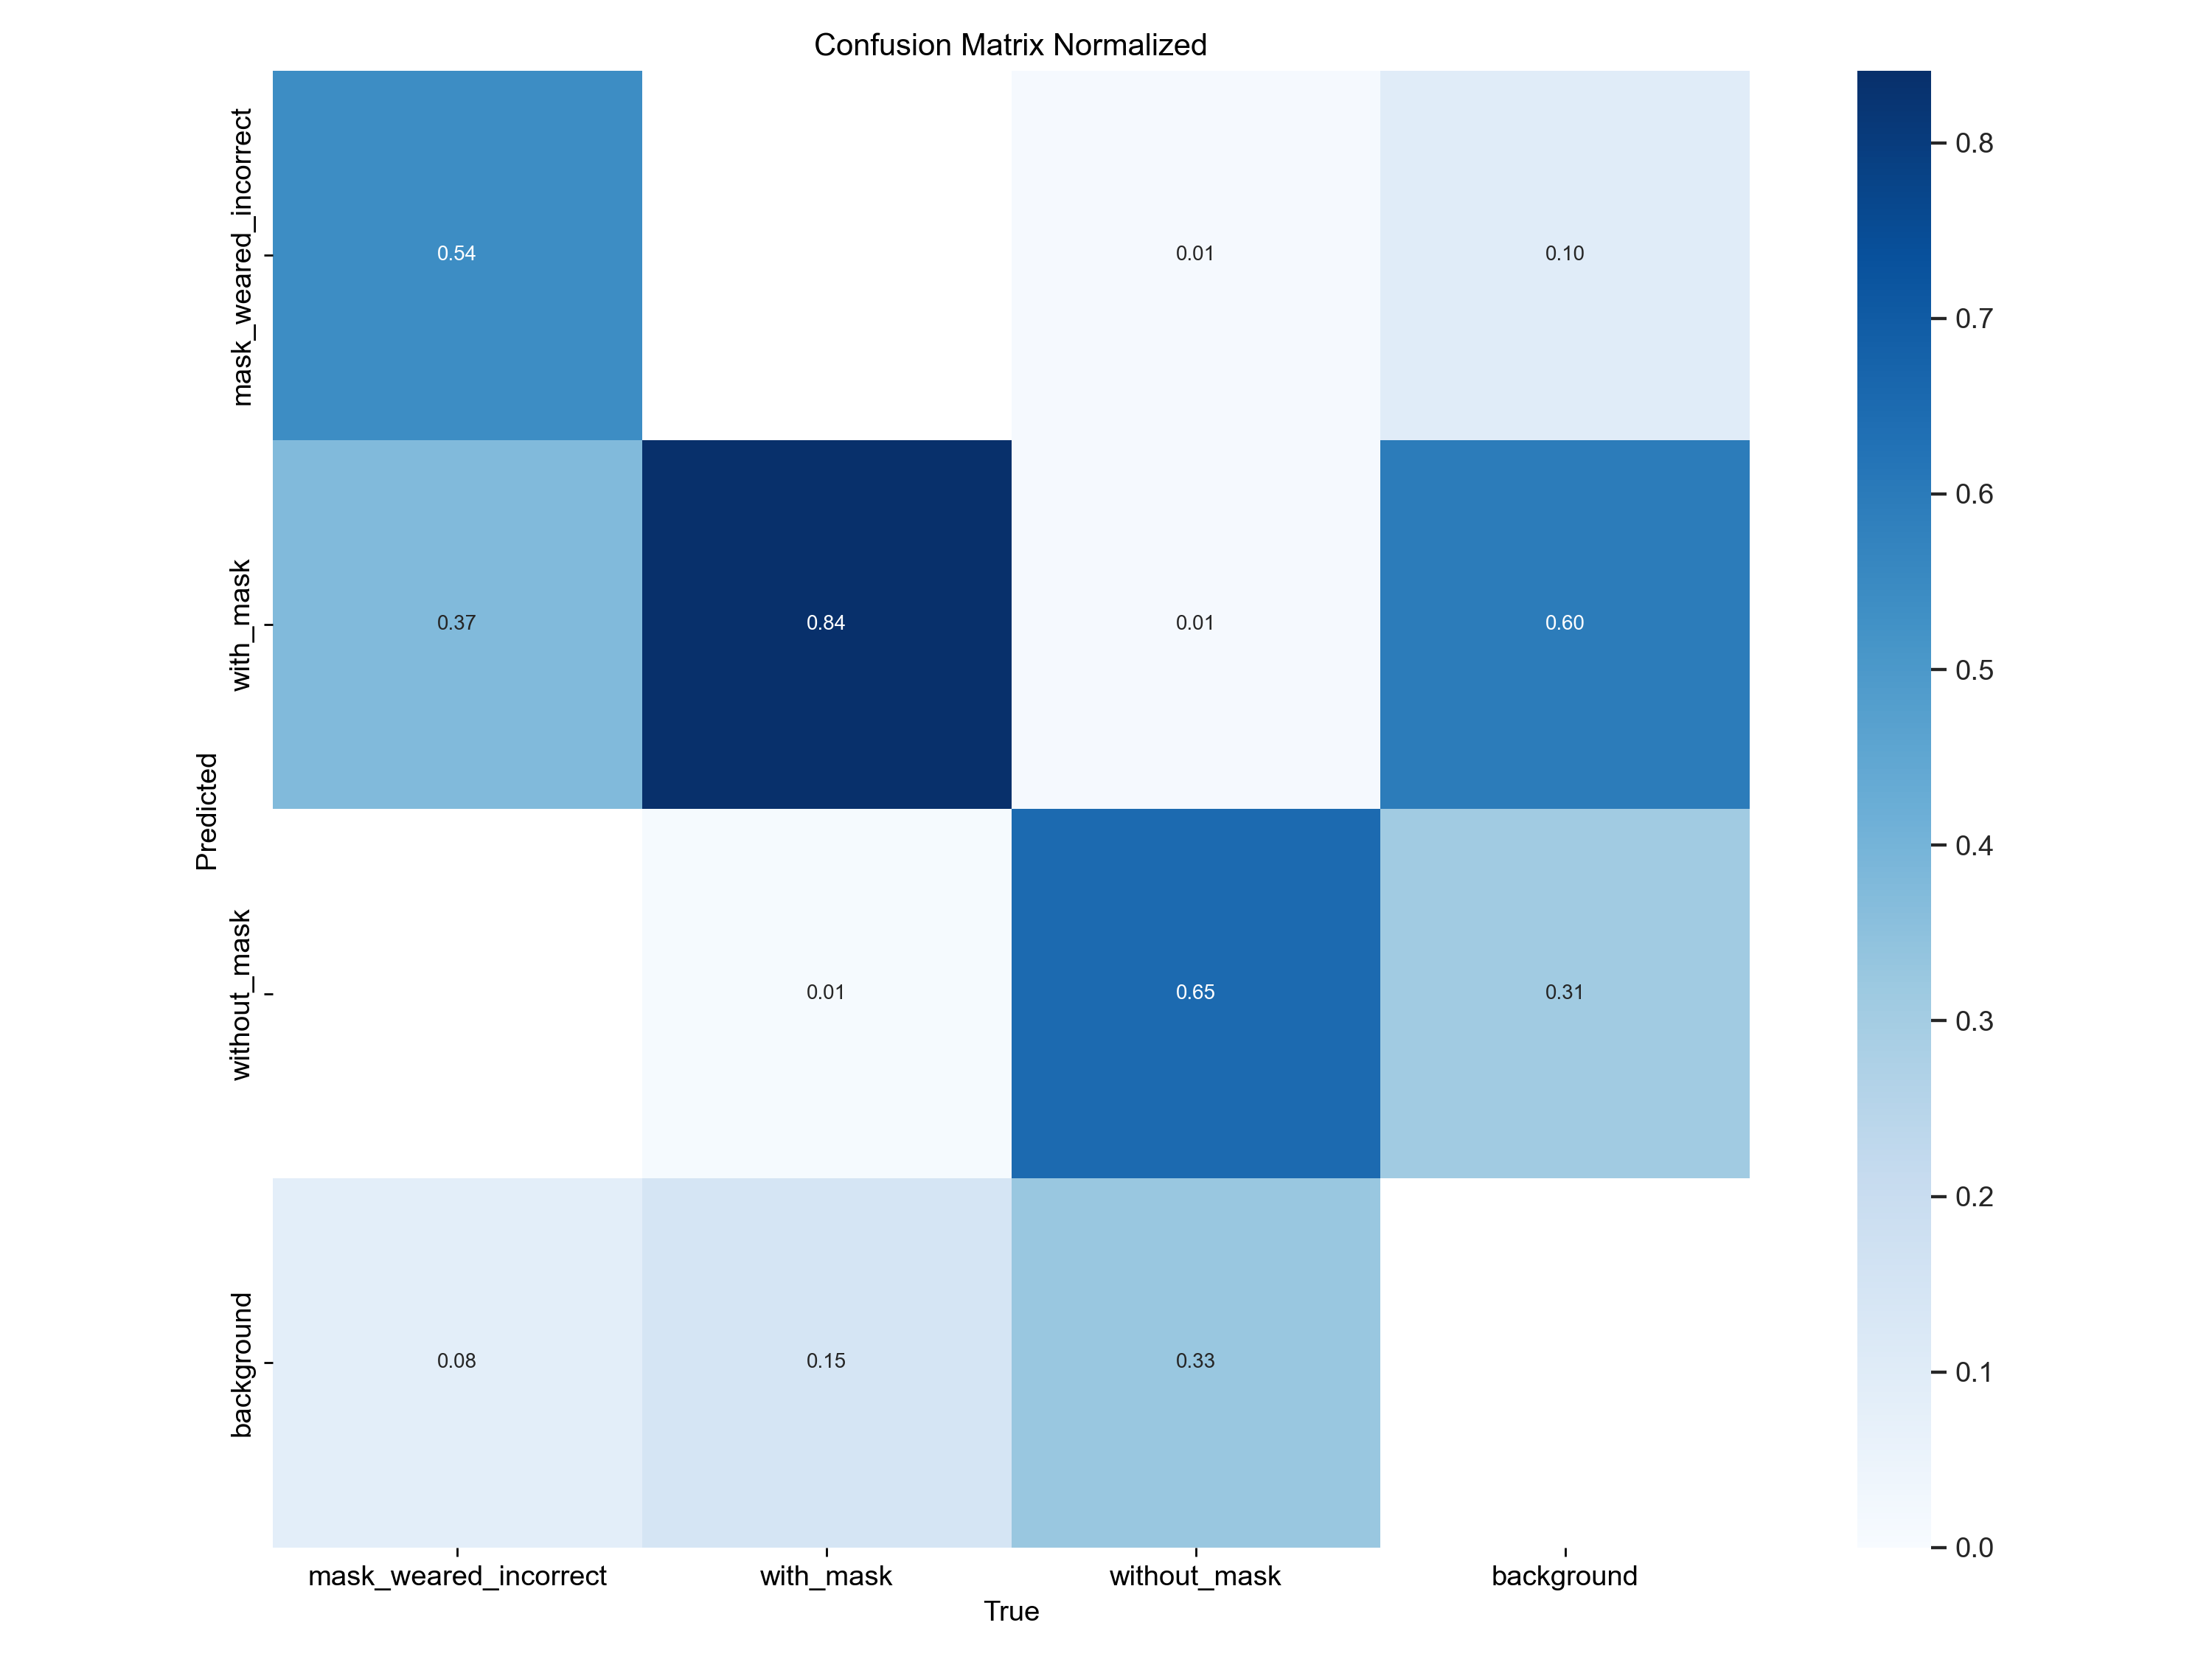 Confusion Matrix Normalized
mask_weared_incorrect
0.54
0.01
0.10
with_mask
0.37
0.84
0.01
0.60
Predicted
without_mask
0.01
0.65
0.31
background
0.08
0.15
0.33
mask_weared_incorrect
with_mask
without_mask
background
True
0.8
0.7
0.6
0.5
0.4
0.3
0.2
0.1
0.0